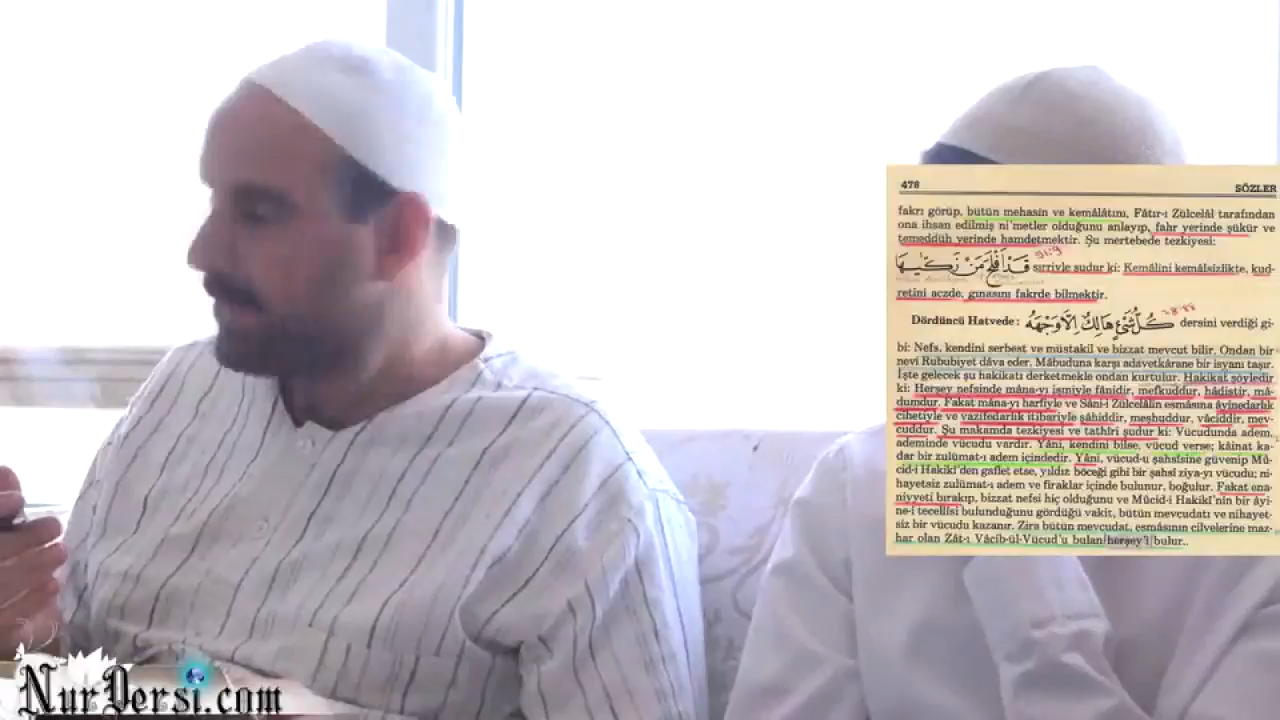 478 SÖZLER
fakrı görüp, bütün mehasin ve kemâlâtını, Fâtır-ı Zülcelâl tarafından
ona ihsan edilmiş ni'metler olduğunu anlayıp, fahr yerinde şükür ve
temeddüh yerinde hamdetmektir. Şu mertebede tezkiyesi:
قَدْ اَفْلَحَ مَنْ زَكّٰيهَا 91:9 sırriyle şudur ki: Kemâlini kemâlsizlikte, kud-
retini aczde, gınasını fakrde bilmektir.
Dördüncü Hatvede: كُلُّ شَيْءٍ هَالِكٌ اِلَّا وَجْهَهُ dersini verdiği gi-
bi: Nefs, kendini serbest ve müstakil ve bizzat mevcut bilir. Ondan bir
nevi Rububiyet dâva eder. Mâbuduna karşı adavetkârane bir isyanı taşır.
İşte gelecek şu hakikatı derketmekle ondan kurtulur. Hakikat şöyledir
ki: Herşey nefsinde mâna-yı ismiyle fânidir, mefkuddur, hâdistir, mâ-
dumdur. Fakat mâna-yı harfiyle ve Sâni-i Zülcelâlin esmâsına âyinedarlık
cihetiyle ve vazifedarlık itibariyle şâhiddir, meşhuddur, vâciddir, mev-
cuddur. Şu makamda tezkiyesi ve tathîri şudur ki: Vücudunda adem,
ademinde vücudu vardır. Yâni, kendini bilse, vücud verse; kâinat ka-
dar bir zulümat-ı adem içindedir. Yâni, vücud-u şahsîsine güvenip Mû-
cid-i Hakikî'den gaflet etse, yıldız böceği gibi bir şahsî ziya-yı vücudu; ni-
hayetsiz zulümat-ı adem ve firaklar içinde bulunur, boğulur. Fakat ena-
niyyeti bırakıp, bizzat nefsi hiç olduğunu ve Mûcid-i Hakikî'nin bir âyi-
ne-i tecellîsi bulunduğunu gördüğü vakit, bütün mevcudatı ve nihayet-
siz bir vücudu kazanır. Zira bütün mevcudat, esmâsının cilvelerine maz-
har olan Zât-ı Vâcib-ül-Vücud'u bulan herşey'i bulur..
NurDersi.com